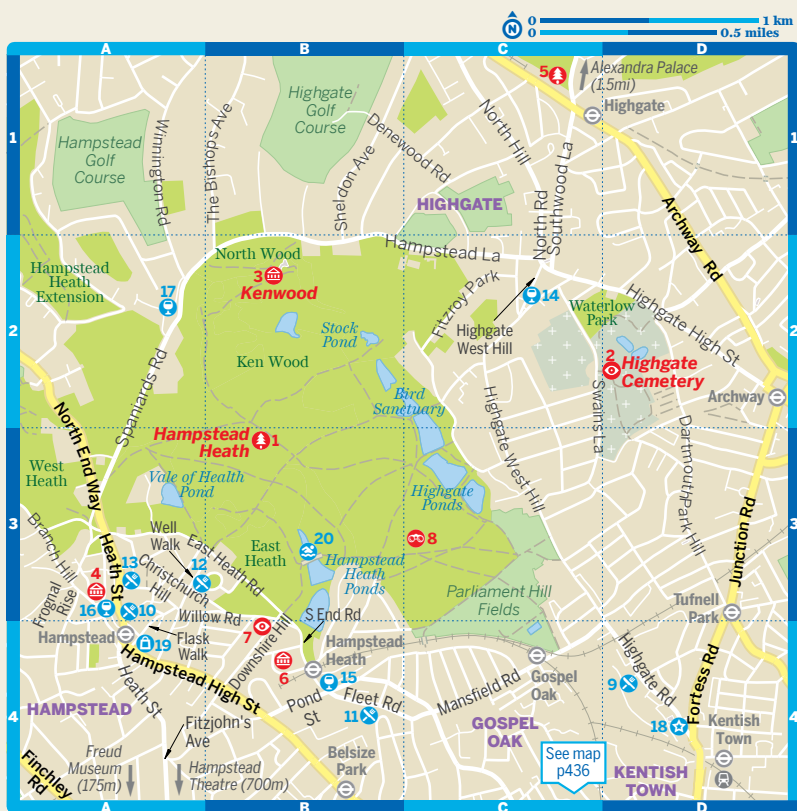 N
0
1 km
0
0.5 miles
A
B
C
D
1
1
2
2
3
3
4
4
A
B
C
D
5
Alexandra Palace
(1.5mi)
Highgate
Highgate
Golf
Course
Hampstead
Golf
Course
Winnington Rd
The Bishops Ave
Sheldon Ave
Denewood Rd
North Hill
North Rd
Southwood La
HIGHGATE
Archway Rd
Hampstead La
North Wood
3
Kenwood
Hampstead
Heath
Extension
17
Stock
Pond
Ken Wood
Fitzroy Park
14
Highgate
West Hill
Waterlow
Park
Highgate High St
2
Highgate
Cemetery
Archway
Spaniards Rd
Bird
Sanctuary
Swains La
Highgate West Hill
Dartmouth Park Hill
North End Way
Hampstead
Heath
1
West
Heath
Vale of Health
Pond
Highgate
Ponds
Junction Rd
Branch Hill
Well
Walk
East Heath Rd
East
Heath
20
8
Heath St
Christchurch
Hill
13
12
Hampstead
Heath
Ponds
4
Frognal
Rise
16
10
Willow Rd
S End Rd
Parliament Hill
Fields
Tufnell
Park
Hampstead
19
Flask
Walk
7
Downshire Hill
6
Hampstead
Heath
15
Gospel
Oak
Highgate Rd
Fortess Rd
Hampstead High St
Heath St
Pond
St
Fleet Rd
11
Mansfield Rd
9
18
HAMPSTEAD
Fitzjohn's
Ave
GOSPEL
OAK
Kentish
Town
Finchley
Rd
Freud
Museum
(175m)
Hampstead
Theatre (700m)
Belsize
Park
See map
p436
KENTISH
TOWN